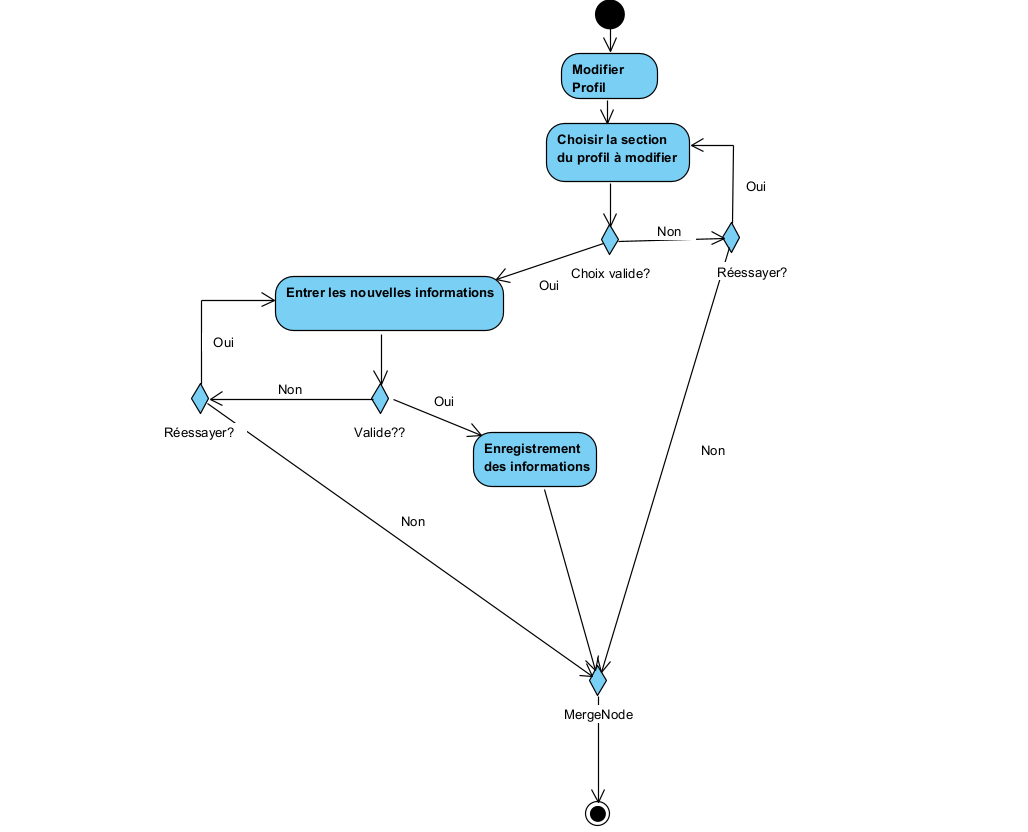 Modifier
Profil
Choisir la section
du profil à modifier
Oui
Non
Choix valide?
Réessayer?
Oui
Entrer les nouvelles informations
Oui
Non
Oui
Réessayer?
Valide??
Enregistrement
des informations
Non
Non
MergeNode